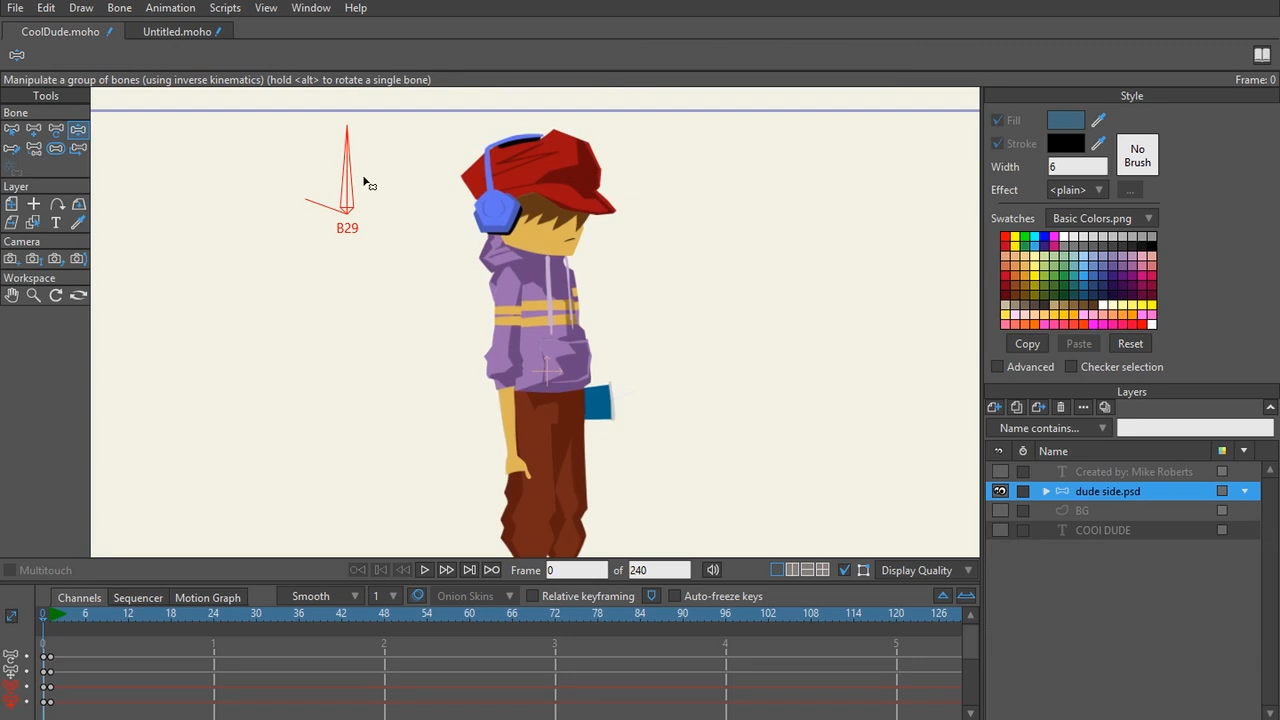 File Edit Draw Bone Animation Scripts View Window Help
CoolDude.moho Untitled.moho
Manipulate a group of bones (using inverse kinematics) (hold <alt> to rotate a single bone) Frame: 0
Tools
Bone
Layer
T
Camera
Workspace
B29
Style
Fill
Stroke
No Brush
Width 6
Effect <plain> ...
Swatches Basic Colors.png
Copy Paste Reset
Advanced Checker selection
Layers
Name contains...
Name
T Created by: Mike Roberts
dude side.psd
BG
T COOl DUDE
Multitouch Frame 0 of 240 Display Quality
Channels Sequencer Motion Graph Smooth 1 Onion Skins Relative keyframing Auto-freeze keys
0 6 12 18 24 30 36 42 48 54 60 66 72 78 84 90 96 102 108 114 120 126
0 1 2 3 4 5